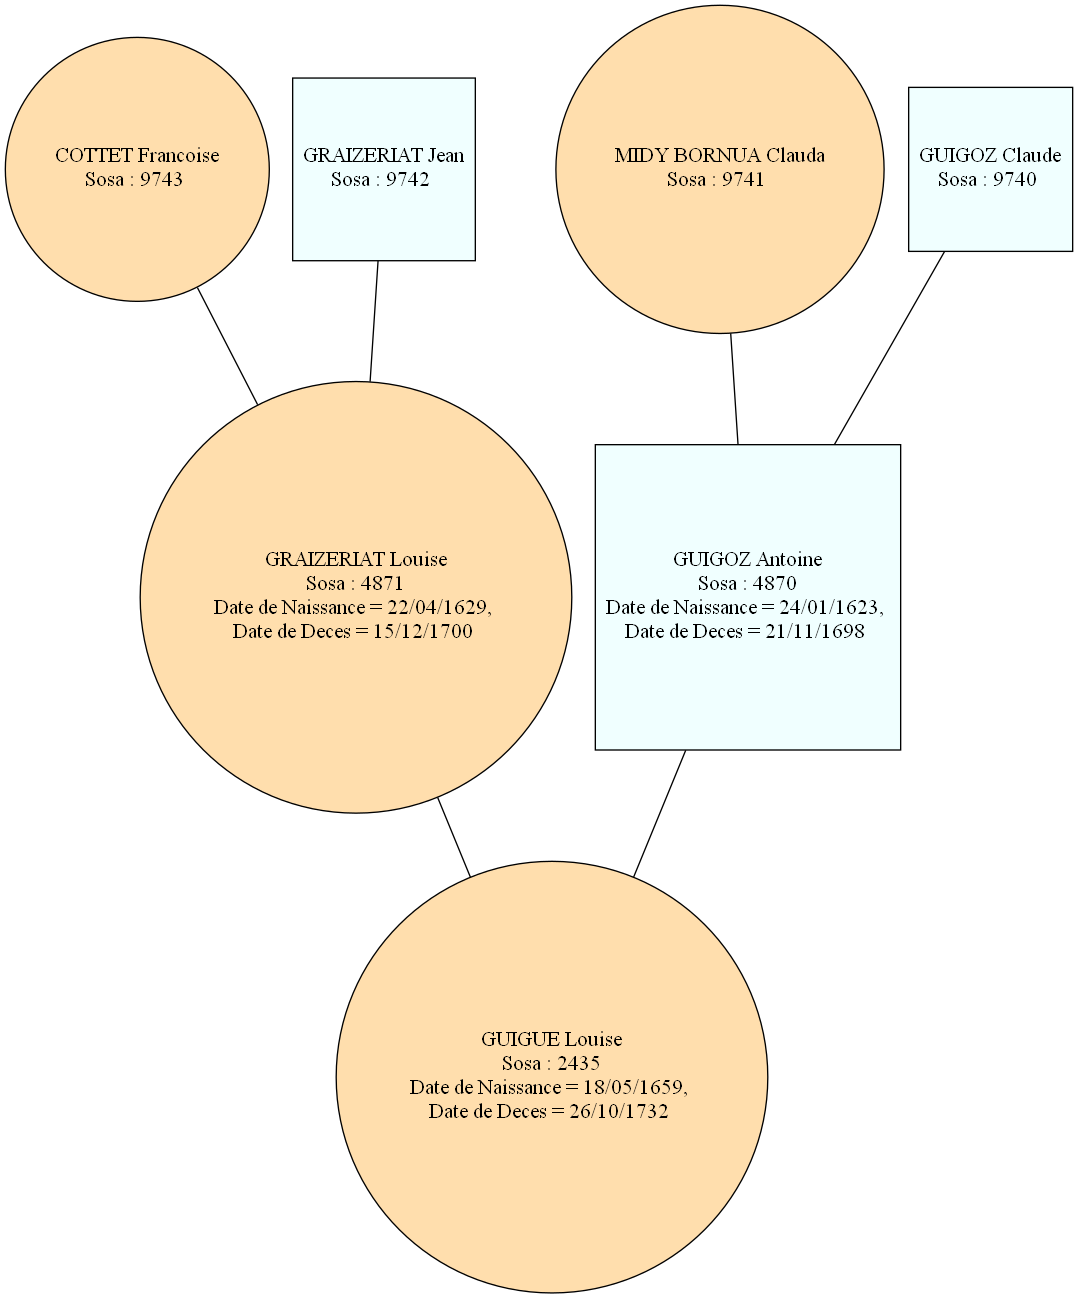 COTTET Francoise
Sosa : 9743
GRAIZERIAT Jean
Sosa : 9742
MIDY BORNUA Clauda
Sosa : 9741
GUIGOZ Claude
Sosa : 9740
GRAIZERIAT Louise
Sosa : 4871
Date de Naissance = 22/04/1629,
Date de Deces = 15/12/1700
GUIGOZ Antoine
Sosa : 4870
Date de Naissance = 24/01/1623,
Date de Deces = 21/11/1698
GUIGUE Louise
Sosa : 2435
Date de Naissance = 18/05/1659,
Date de Deces = 26/10/1732